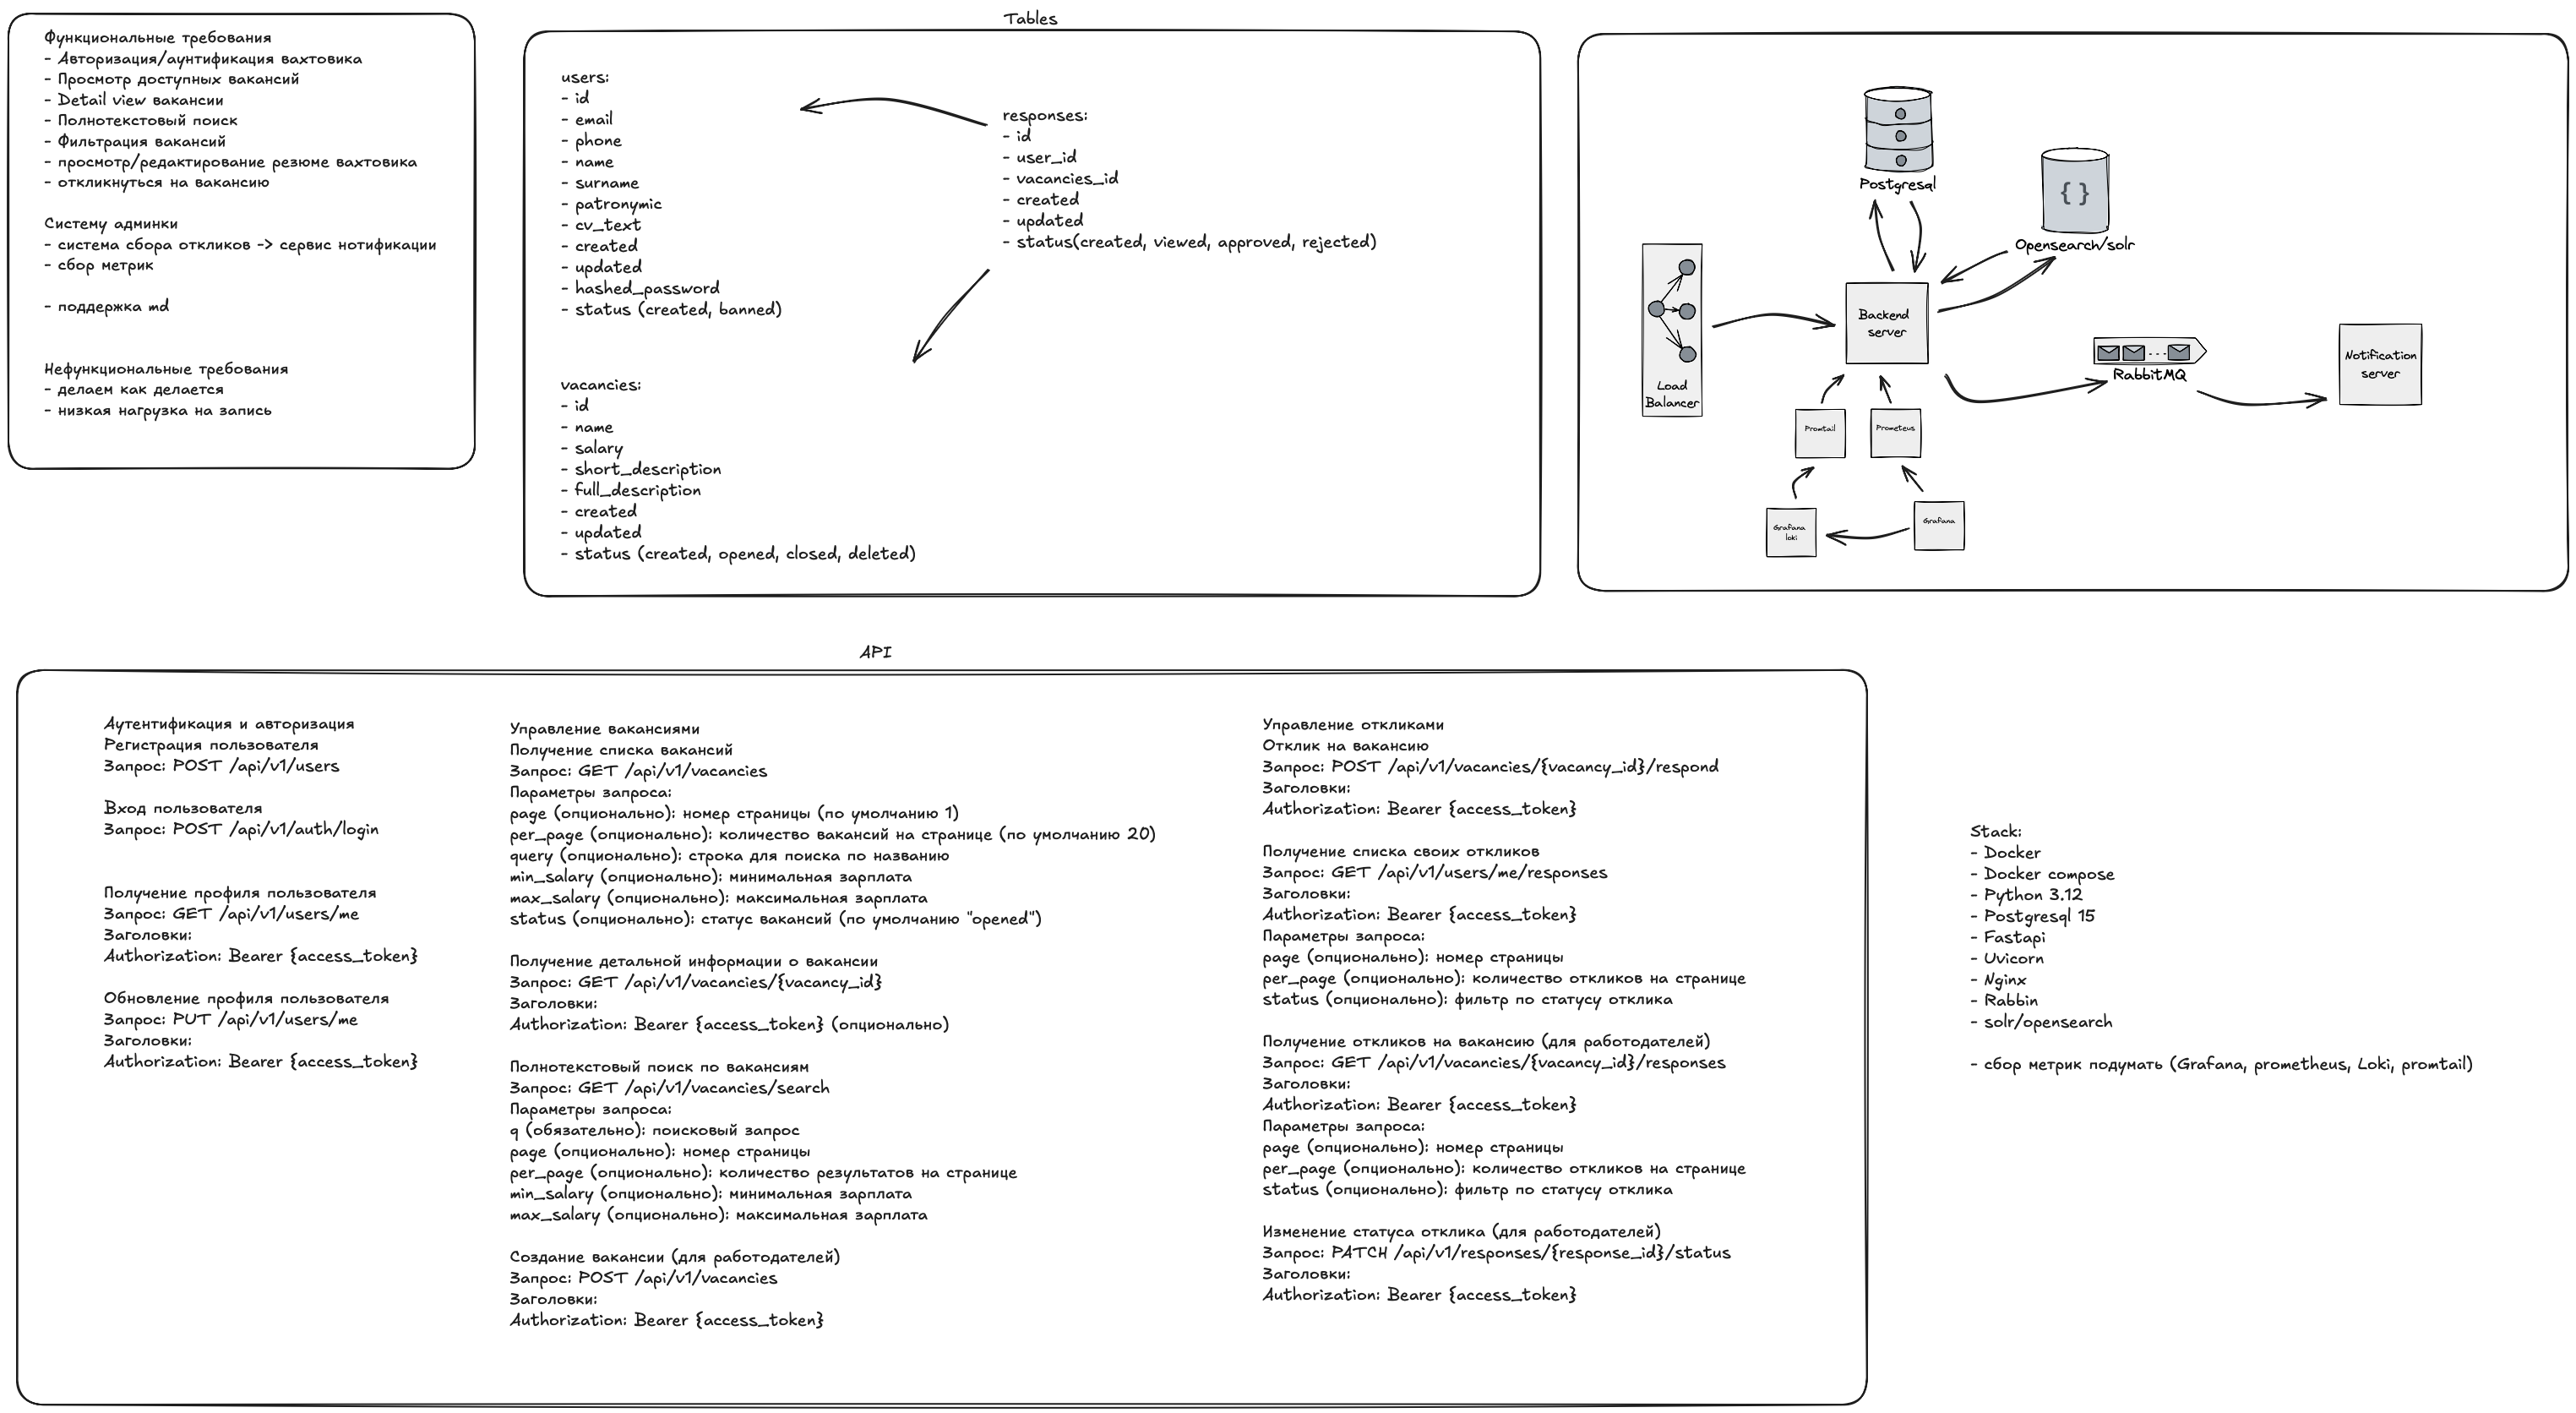 Функциональные требования
- Авторизация/аунтификация вахтовика
- Просмотр доступных вакансий
- Detail view вакансии
- Полнотекстовый поиск
- Фильтрация вакансий
- просмотр/редактирование резюме вахтовика
- откликнуться на вакансию
Систему админки
- система сбора откликов -> сервис нотификации
- сбор метрик
- поддержка md
Нефункциональные требования
- делаем как делается
- низкая нагрузка на запись
Tables
users:
- id
- email
- phone
- name
- surname
- patronymic
- cv_text
- created
- updated
- hashed_password
- status (created, banned)
responses:
- id
- user_id
- vacancies_id
- created
- updated
- status(created, viewed, approved, rejected)
vacancies:
- id
- name
- salary
- short_description
- full_description
- created
- updated
- status (created, opened, closed, deleted)
Postgresql
{ }
Opensearch/solr
Load
Balancer
Backend
server
RabbitMQ
Notification
server
Promtail
Prometeus
Grafana
loki
Grafana
API
Аутентификация и авторизация
Регистрация пользователя
Запрос: POST /api/v1/users
Вход пользователя
Запрос: POST /api/v1/auth/login
Получение профиля пользователя
Запрос: GET /api/v1/users/me
Заголовки:
Authorization: Bearer {access_token}
Обновление профиля пользователя
Запрос: PUT /api/v1/users/me
Заголовки:
Authorization: Bearer {access_token}
Управление вакансиями
Получение списка вакансий
Запрос: GET /api/v1/vacancies
Параметры запроса:
page (опционально): номер страницы (по умолчанию 1)
per_page (опционально): количество вакансий на странице (по умолчанию 20)
query (опционально): строка для поиска по названию
min_salary (опционально): минимальная зарплата
max_salary (опционально): максимальная зарплата
status (опционально): статус вакансий (по умолчанию "opened")
Получение детальной информации о вакансии
Запрос: GET /api/v1/vacancies/{vacancy_id}
Заголовки:
Authorization: Bearer {access_token} (опционально)
Полнотекстовый поиск по вакансиям
Запрос: GET /api/v1/vacancies/search
Параметры запроса:
q (обязательно): поисковый запрос
page (опционально): номер страницы
per_page (опционально): количество результатов на странице
min_salary (опционально): минимальная зарплата
max_salary (опционально): максимальная зарплата
Создание вакансии (для работодателей)
Запрос: POST /api/v1/vacancies
Заголовки:
Authorization: Bearer {access_token}
Управление откликами
Отклик на вакансию
Запрос: POST /api/v1/vacancies/{vacancy_id}/respond
Заголовки:
Authorization: Bearer {access_token}
Получение списка своих откликов
Запрос: GET /api/v1/users/me/responses
Заголовки:
Authorization: Bearer {access_token}
Параметры запроса:
page (опционально): номер страницы
per_page (опционально): количество откликов на странице
status (опционально): фильтр по статусу отклика
Получение откликов на вакансию (для работодателей)
Запрос: GET /api/v1/vacancies/{vacancy_id}/responses
Заголовки:
Authorization: Bearer {access_token}
Параметры запроса:
page (опционально): номер страницы
per_page (опционально): количество откликов на странице
status (опционально): фильтр по статусу отклика
Изменение статуса отклика (для работодателей)
Запрос: PATCH /api/v1/responses/{response_id}/status
Заголовки:
Authorization: Bearer {access_token}
Stack:
- Docker
- Docker compose
- Python 3.12
- Postgresql 15
- Fastapi
- Uvicorn
- Nginx
- Rabbin
- solr/opensearch
- сбор метрик подумать (Grafana, prometheus, Loki, promtail)